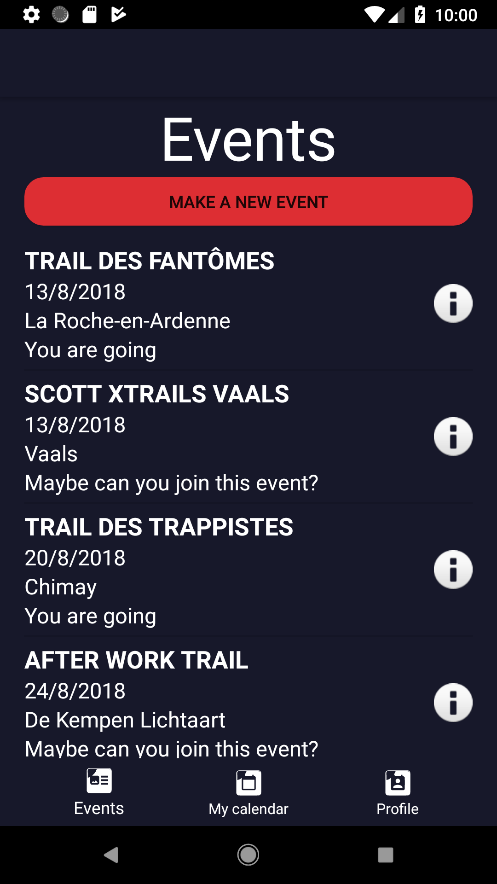 10:00
Events
MAKE A NEW EVENT
TRAIL DES FANTÔMES
13/8/2018
La Roche-en-Ardenne
You are going
SCOTT XTRAILS VAALS
13/8/2018
Vaals
Maybe can you join this event?
TRAIL DES TRAPPISTES
20/8/2018
Chimay
You are going
AFTER WORK TRAIL
24/8/2018
De Kempen Lichtaart
Maybe can you join this event?
Events My calendar Profile